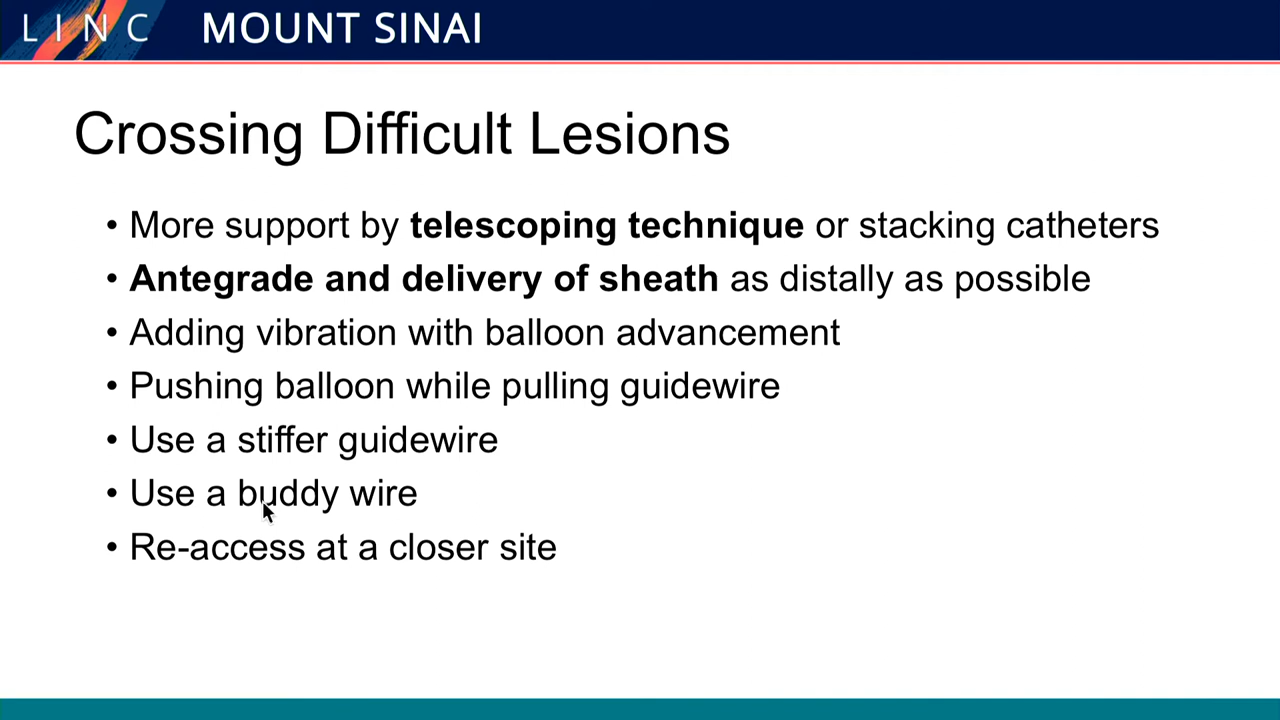 LINC MOUNT SINAI
Crossing Difficult Lesions
• More support by telescoping technique or stacking catheters
• Antegrade and delivery of sheath as distally as possible
• Adding vibration with balloon advancement
• Pushing balloon while pulling guidewire
• Use a stiffer guidewire
• Use a buddy wire
• Re-access at a closer site